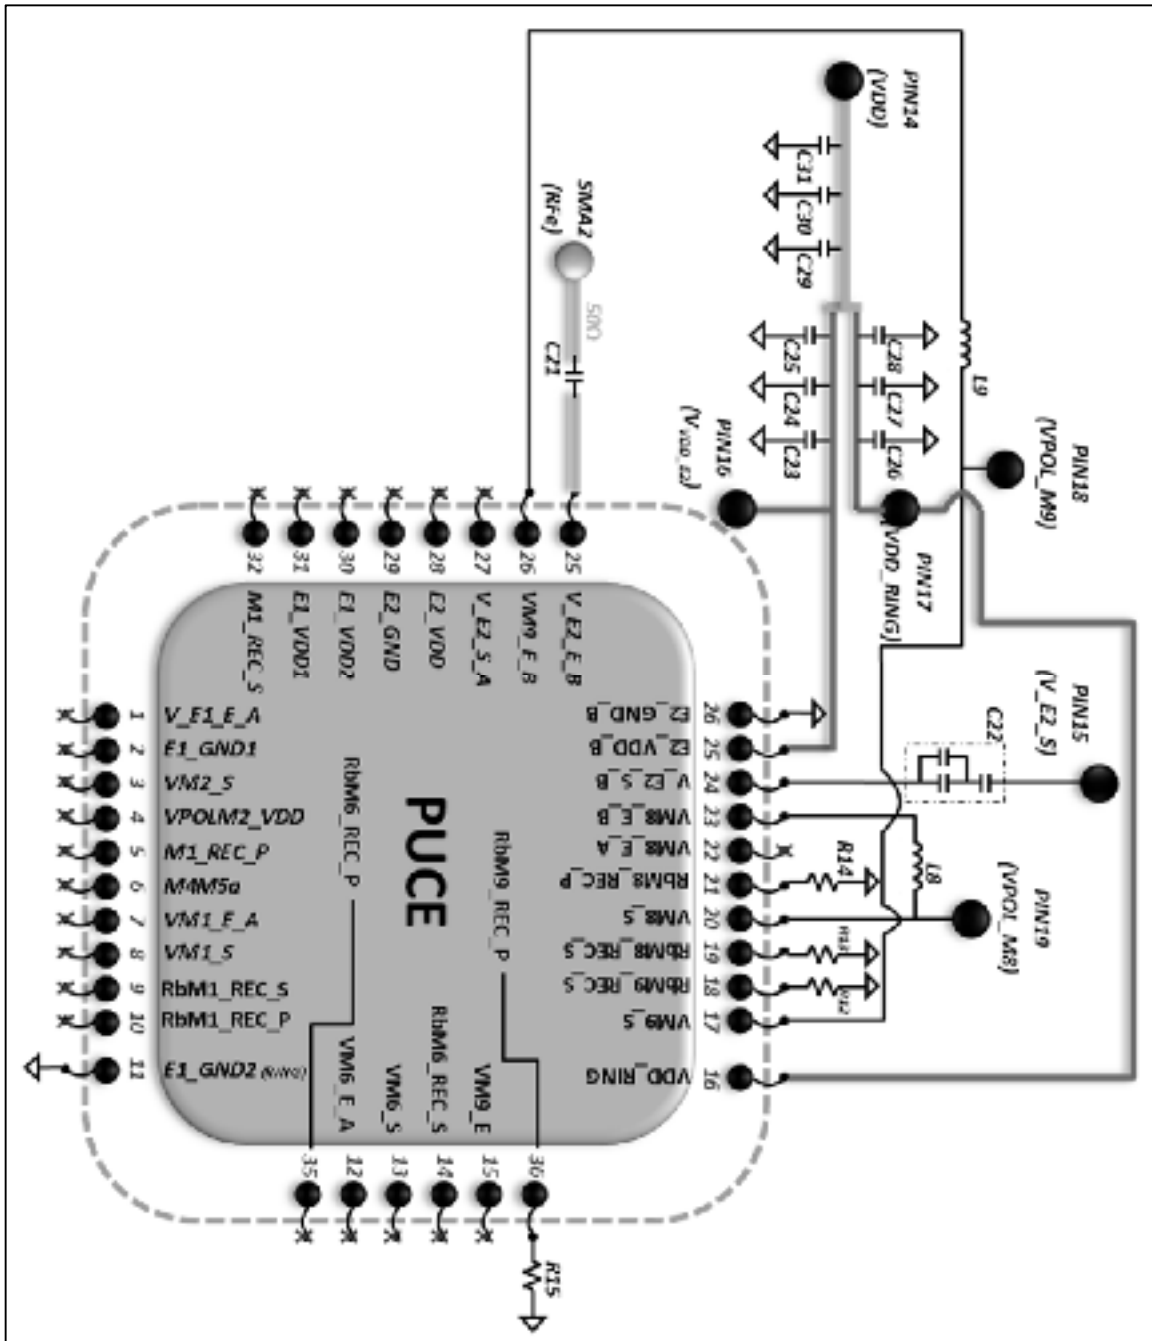 PIN14
(VDD)
C31
C30
C29
SMA2
(RFe)
50Ω
C21
C25
C24
C23
C28
C27
C26
L9
PIN18
(VPOL_M9)
PIN16
(V VDD_E2)
PIN17
(VDD_RING)
PIN15
(V_E2_S)
C22
PIN19
(VPOL_M8)
L8
R14
R13
R12
32
31
30
29
28
27
26
25
M1_REC_S
E1_VDD1
E1_VDD2
E2_GND
E2_VDD
V_E2_S_A
VM9_E_B
V_E2_E_B
1 V_E1_E_A
2 E1_GND1
3 VM2_S
4 VPOLM2_VDD
5 M1_REC_P
6 M4M5a
7 VM1_E_A
8 VM1_S
9 RbM1_REC_S
10 RbM1_REC_P
11 E1_GND2 (RING)
RbM6_REC_P
PUCE
RbM9_REC_P
E2_GND_B 26
E2_VDD_B 25
V_E2_S_B 24
VM8_E_B 23
VM8_E_A 22
RbM8_REC_P 21
VM8_S 20
RbM8_REC_S 19
RbM9_REC_S 18
VM9_S 17
VDD_RING 16
VM6_E_A
VM6_S
RbM6_REC_S
VM9_E
35
12
13
14
15
36
R15